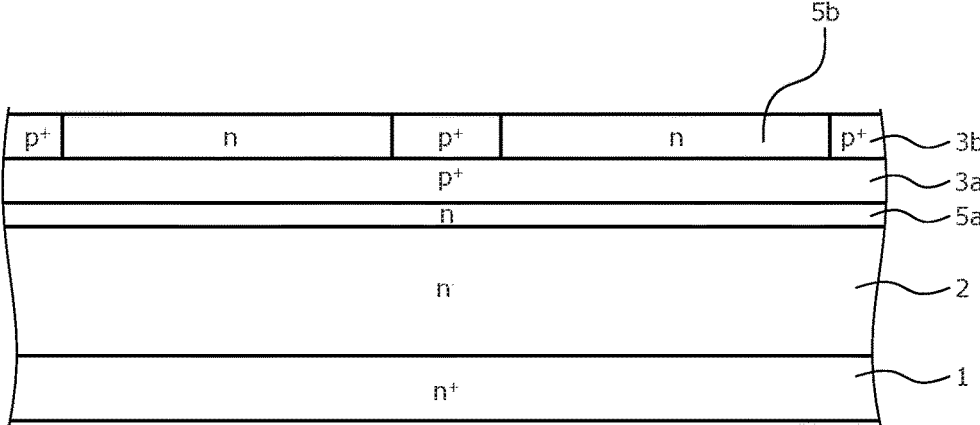 5b
p⁺ n p⁺ n p⁺ 3b
p⁺ 3a
n 5a
n⁻ 2
n⁺ 1